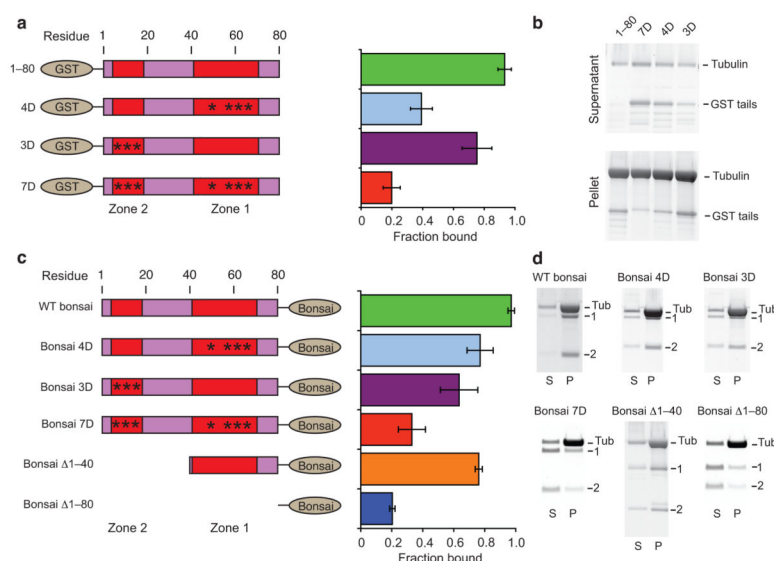 a
Residue 1 20 40 60 80
1–80 GST
4D GST * ***
3D GST ***
7D GST *** * ***
Zone 2 Zone 1
0 0.2 0.4 0.6 0.8 1.0
Fraction bound
b
1–80 7D 4D 3D
Supernatant
Tubulin
GST tails
Pellet
Tubulin
GST tails
c
Residue 1 20 40 60 80
WT bonsai Bonsai
Bonsai 4D * *** Bonsai
Bonsai 3D *** Bonsai
Bonsai 7D *** * *** Bonsai
Bonsai Δ1–40 Bonsai
Bonsai Δ1–80 Bonsai
Zone 2 Zone 1
0 0.2 0.4 0.6 0.8 1.0
Fraction bound
d
WT bonsai Bonsai 4D Bonsai 3D
Tub Tub Tub
1 1 1
2 2 2
S P S P S P
Bonsai 7D Bonsai Δ1–40 Bonsai Δ1–80
Tub Tub Tub
1 1 1
2 2 2
S P S P S P